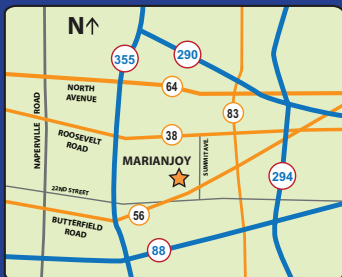 N↑
355
290
NORTH
AVENUE
64
83
NAPERVILLE ROAD
ROOSEVELT
ROAD
38
MARIANJOY
SUMMIT AVE.
294
22ND STREET
56
BUTTERFIELD
ROAD
88